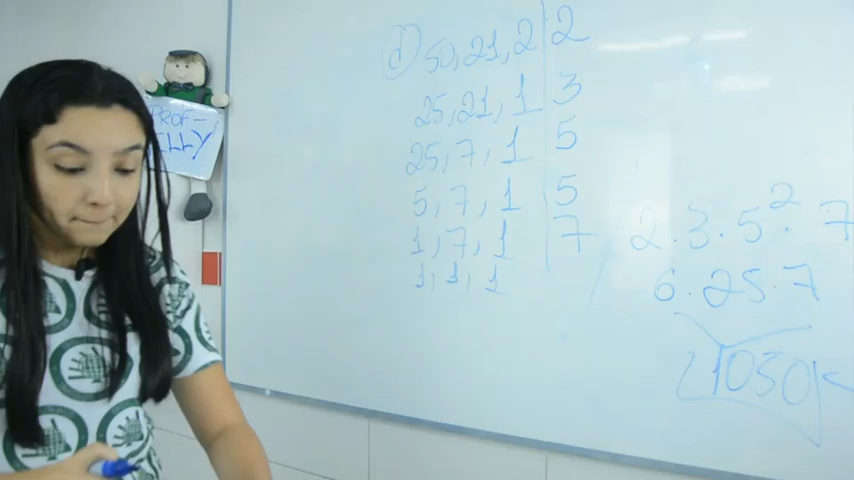 PROF-
ELLY
d) 50, 21, 2 | 2
25, 21, 1 | 3
25, 7, 1 | 5
5, 7, 1 | 5
1, 7, 1 | 7
1, 1, 1
2 . 3 . 5² . 7
6 . 25 . 7
1050